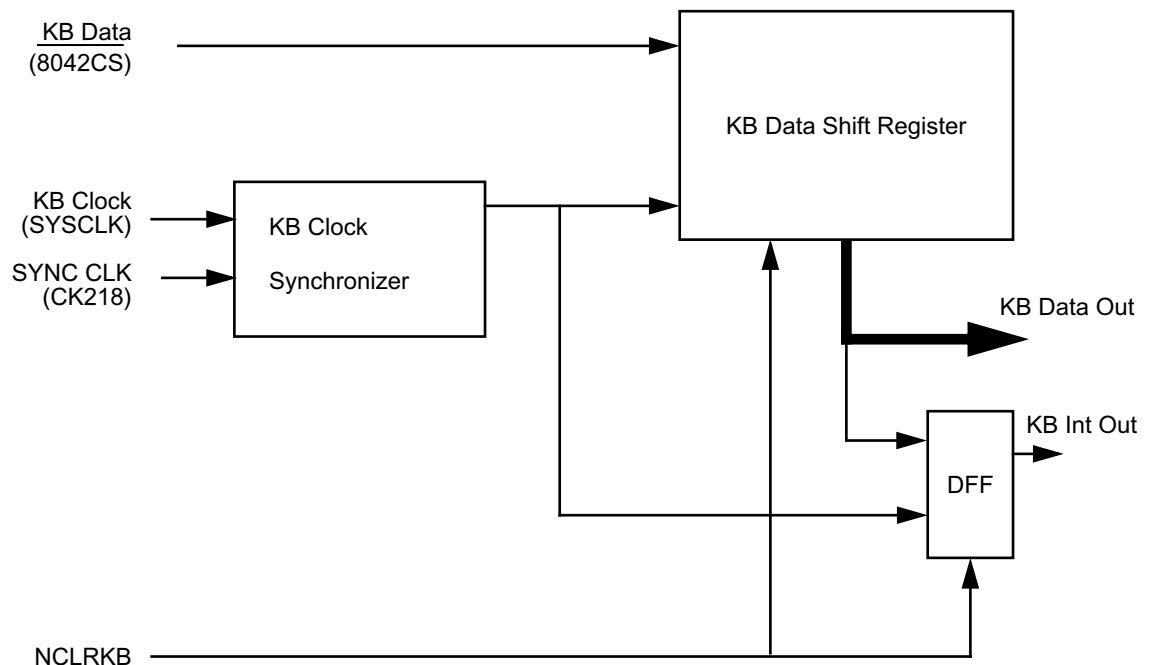 KB Data
(8042CS)
KB Data Shift Register
KB Clock
(SYSCLK)
KB Clock
Synchronizer
SYNC CLK
(CK218)
KB Data Out
KB Int Out
DFF
NCLRKB